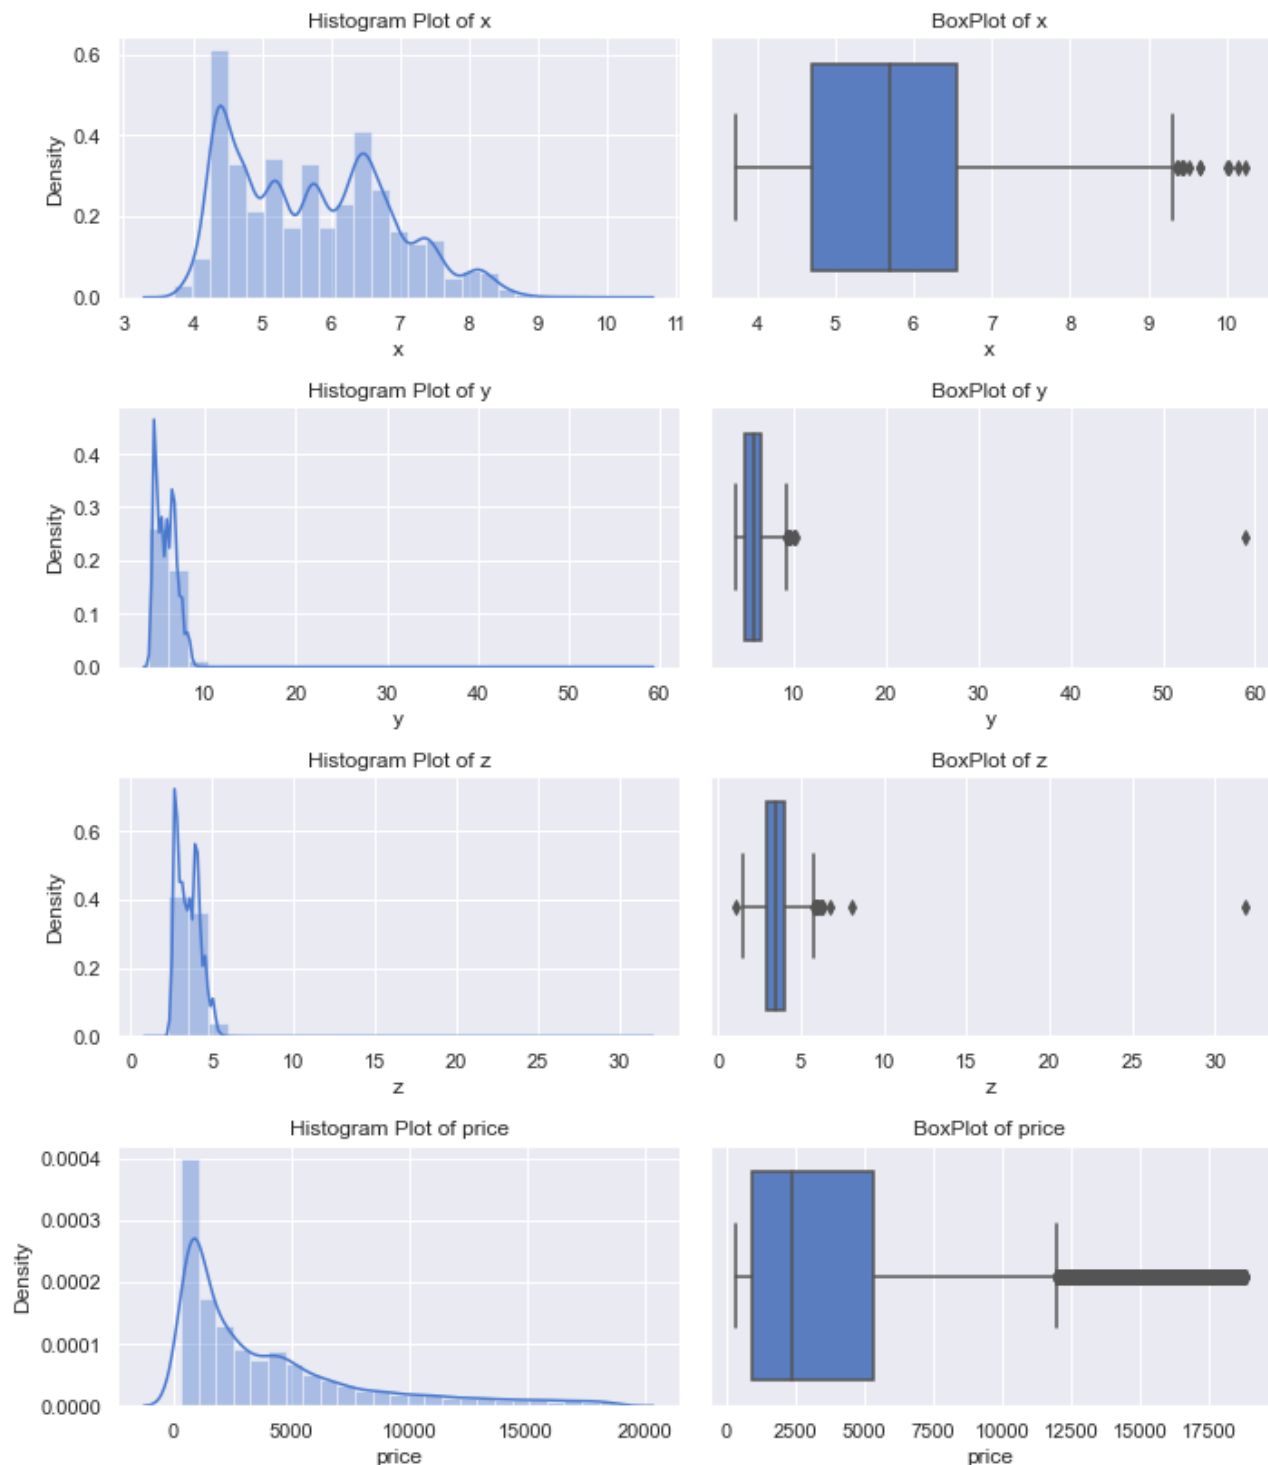 Histogram Plot of x
BoxPlot of x
Density
0.6
0.4
0.2
0.0
3 4 5 6 7 8 9 10 11
x
4 5 6 7 8 9 10
x
Histogram Plot of y
BoxPlot of y
Density
0.4
0.3
0.2
0.1
0.0
10 20 30 40 50 60
y
10 20 30 40 50 60
y
Histogram Plot of z
BoxPlot of z
Density
0.6
0.4
0.2
0.0
0 5 10 15 20 25 30
z
0 5 10 15 20 25 30
z
Histogram Plot of price
BoxPlot of price
Density
0.0004
0.0003
0.0002
0.0001
0.0000
0 5000 10000 15000 20000
price
0 2500 5000 7500 10000 12500 15000 17500
price